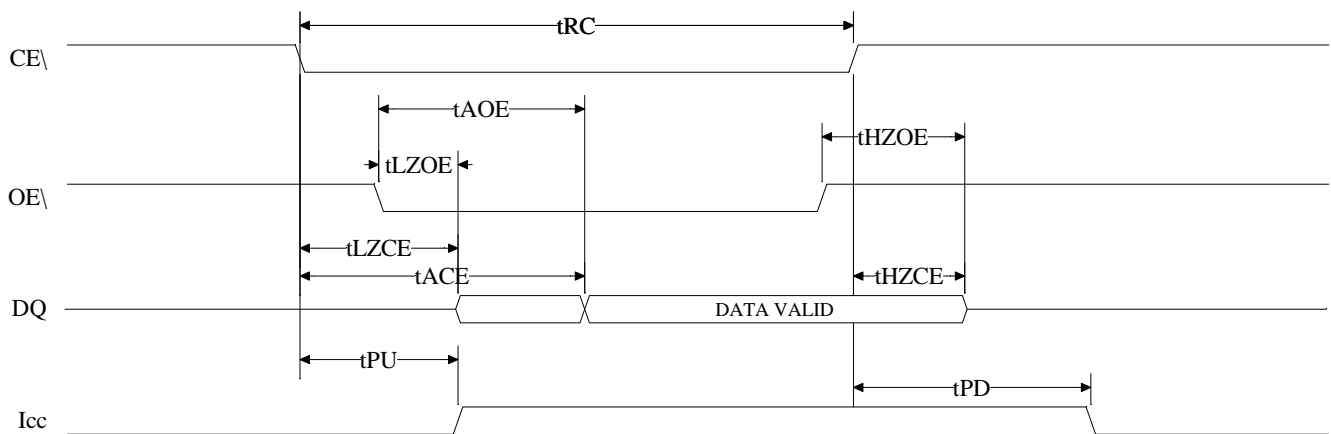 tRC
CE\
tAOE
tHZOE
tLZOE
OE\
tLZCE
tACE
tHZCE
DQ
DATA VALID
tPU
tPD
Icc